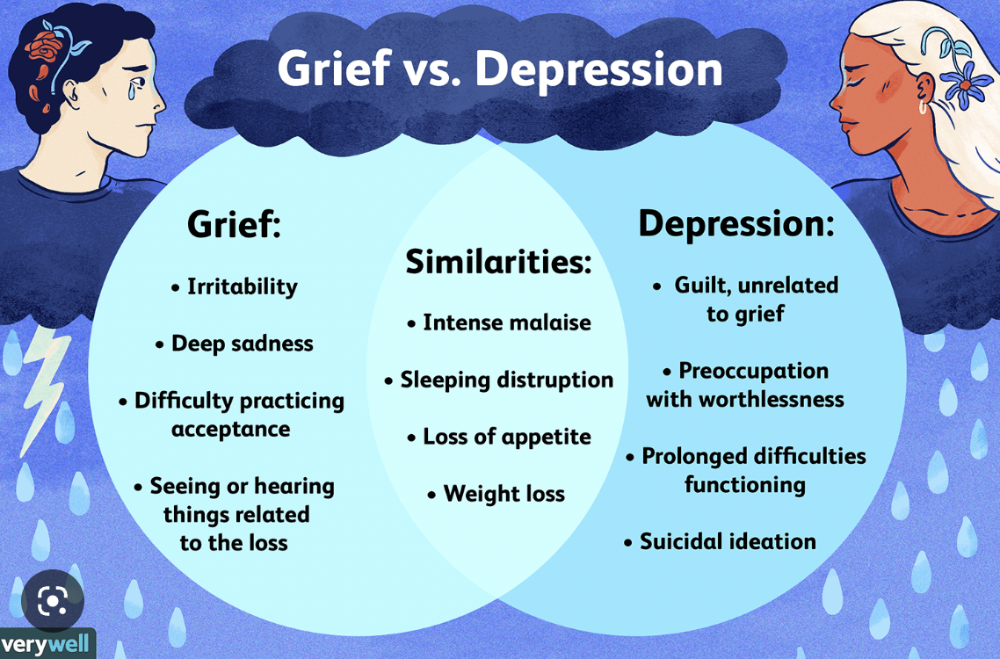 Grief vs. Depression
Grief:
• Irritability
• Deep sadness
• Difficulty practicing
acceptance
• Seeing or hearing
things related
to the loss
Similarities:
• Intense malaise
• Sleeping distruption
• Loss of appetite
• Weight loss
Depression:
• Guilt, unrelated
to grief
• Preoccupation
with worthlessness
• Prolonged difficulties
functioning
• Suicidal ideation
verywell